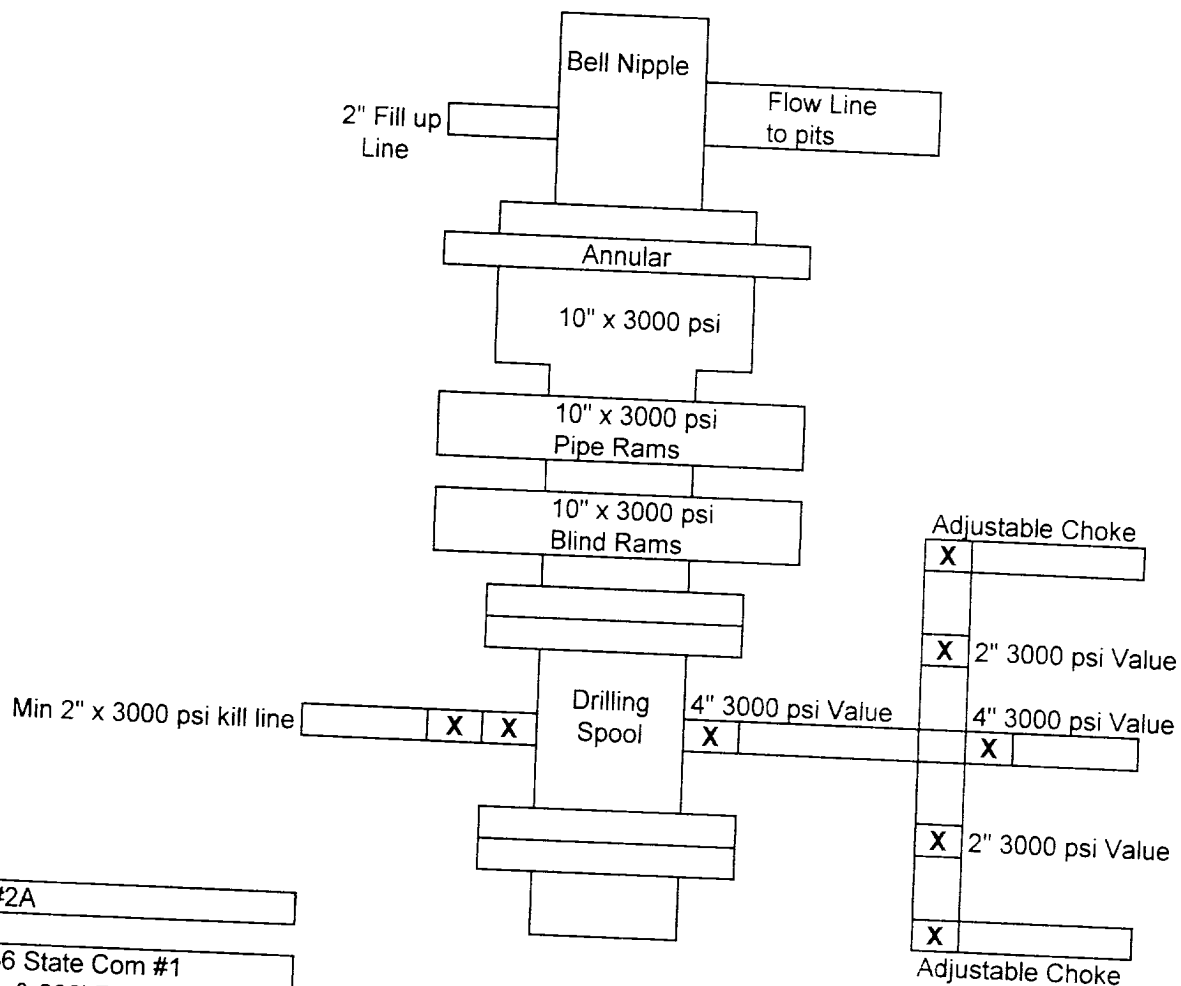 Bell Nipple
2" Fill up
Line
Flow Line
to pits
Annular
10" x 3000 psi
10" x 3000 psi
Pipe Rams
10" x 3000 psi
Blind Rams
Adjustable Choke
X
X 2" 3000 psi Value
Min 2" x 3000 psi kill line X X
Drilling
Spool
4" 3000 psi Value
X
4" 3000 psi Value
X
X 2" 3000 psi Value
X
Adjustable Choke
#2A
6 State Com #1